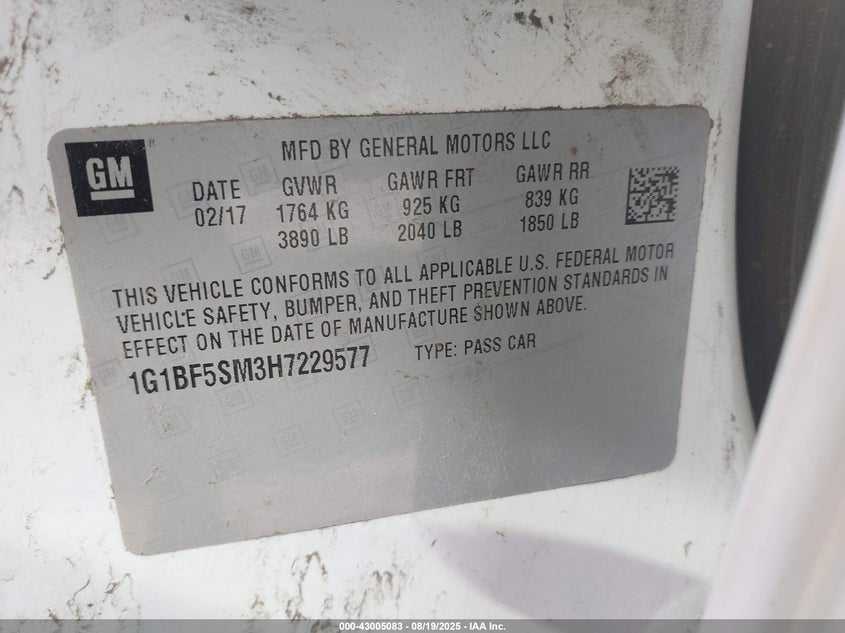 GM
MFD BY GENERAL MOTORS LLC
DATE GVWR GAWR FRT GAWR RR
02/17 1764 KG 925 KG 839 KG
3890 LB 2040 LB 1850 LB
THIS VEHICLE CONFORMS TO ALL APPLICABLE U.S. FEDERAL MOTOR
VEHICLE SAFETY, BUMPER, AND THEFT PREVENTION STANDARDS IN
EFFECT ON THE DATE OF MANUFACTURE SHOWN ABOVE.
1G1BF5SM3H7229577 TYPE: PASS CAR
000-43005083 - 08/19/2025 - IAA Inc.